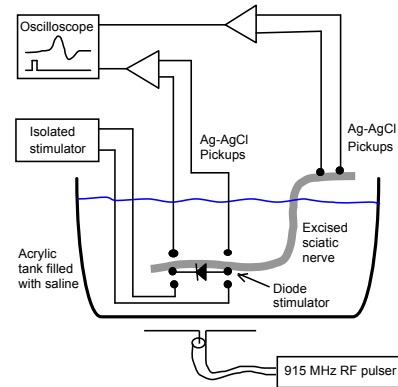 Oscilloscope
Isolated
stimulator
Ag-AgCl
Pickups
Ag-AgCl
Pickups
Excised
sciatic
nerve
Acrylic
tank filled
with saline
Diode
stimulator
915 MHz RF pulser